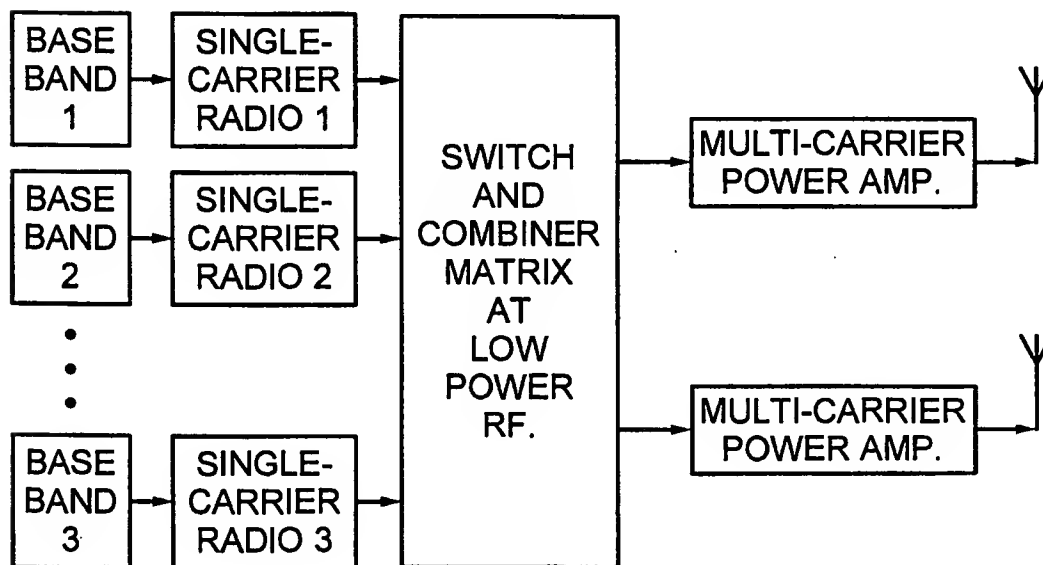 BASE
BAND
1
SINGLE-
CARRIER
RADIO 1
BASE
BAND
2
SINGLE-
CARRIER
RADIO 2
BASE
BAND
3
SINGLE-
CARRIER
RADIO 3
SWITCH
AND
COMBINER
MATRIX
AT
LOW
POWER
RF.
MULTI-CARRIER
POWER AMP.
MULTI-CARRIER
POWER AMP.